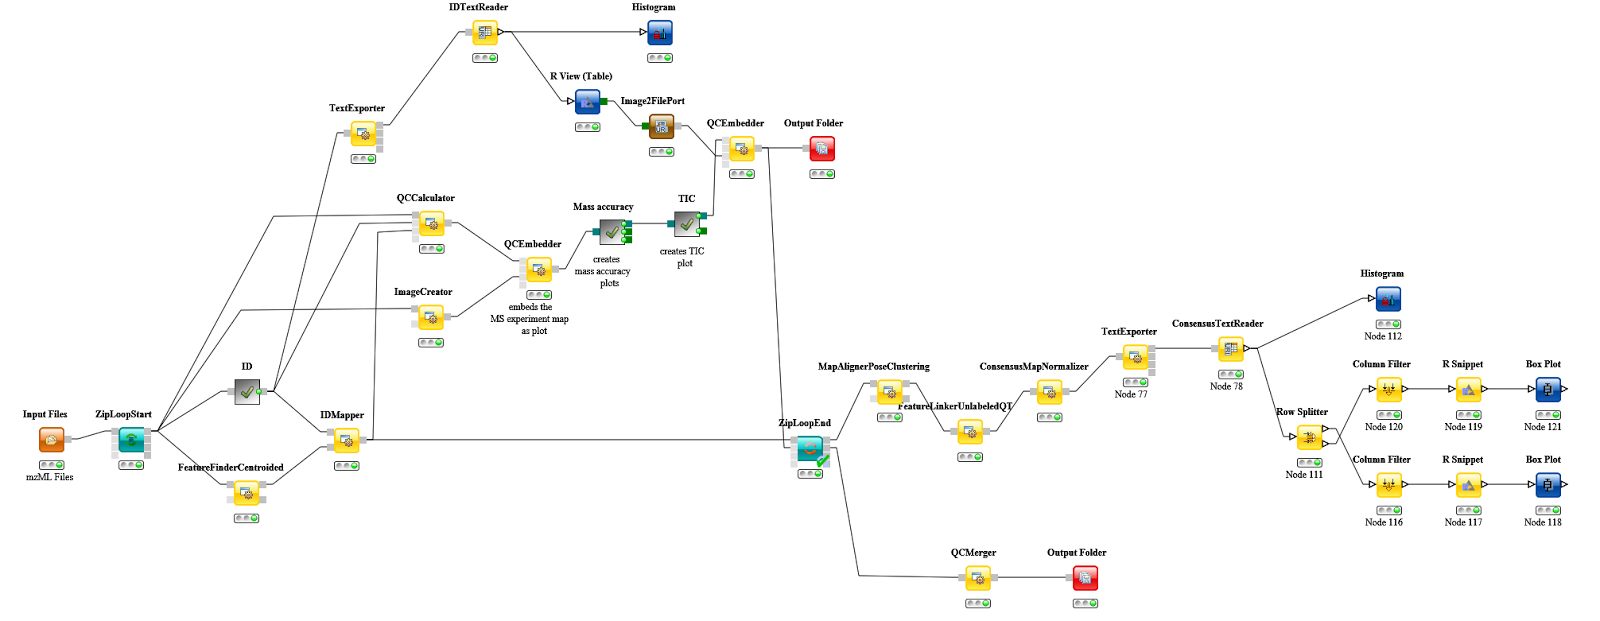 IDTextReader
Histogram
R View (Table)
Image2FilePort
TextExporter
QCEmbedder
Output Folder
QCCalculator
Mass accuracy
TIC
creates
mass accuracy
plots
creates TIC
plot
QCEmbedder
embeds the
MS experiment map
as plot
ImageCreator
ID
Input Files
mzML Files
ZipLoopStart
IDMapper
FeatureFinderCentroided
ZipLoopEnd
MapAlignerPoseClustering
FeatureLinkerUnlabeledQT
ConsensusMapNormalizer
TextExporter
Node 77
ConsensusTextReader
Node 78
Histogram
Node 112
Row Splitter
Node 111
Column Filter
Node 120
R Snippet
Node 119
Box Plot
Node 121
Column Filter
Node 116
R Snippet
Node 117
Box Plot
Node 118
QCMerger
Output Folder